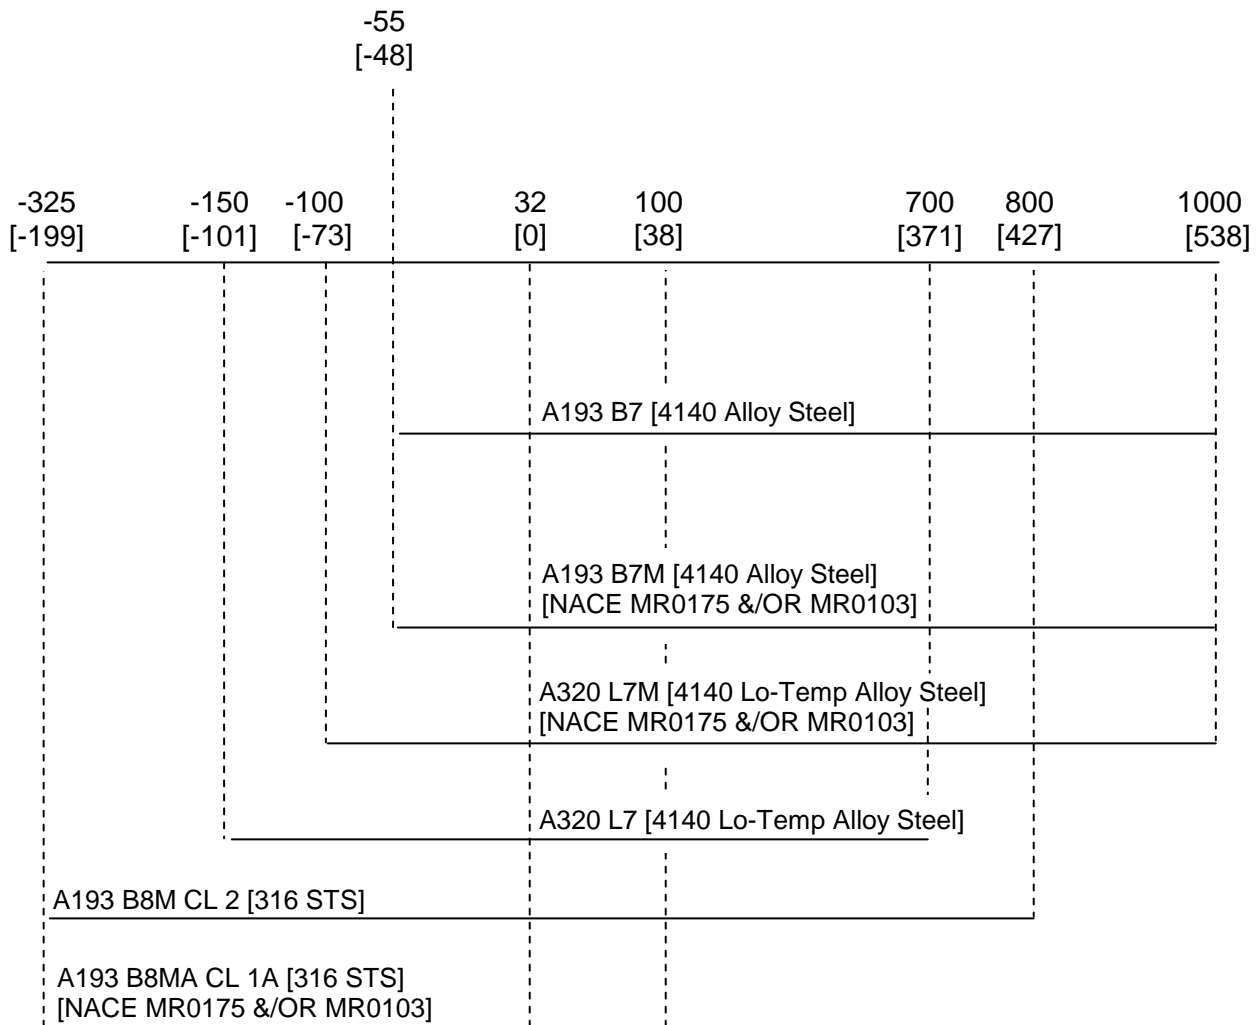 -55
[-48]
-325 -150 -100 32 100 700 800 1000
[-199] [-101] [-73] [0] [38] [371] [427] [538]
A193 B7 [4140 Alloy Steel]
A193 B7M [4140 Alloy Steel]
[NACE MR0175 &/OR MR0103]
A320 L7M [4140 Lo-Temp Alloy Steel]
[NACE MR0175 &/OR MR0103]
A320 L7 [4140 Lo-Temp Alloy Steel]
A193 B8M CL 2 [316 STS]
A193 B8MA CL 1A [316 STS]
[NACE MR0175 &/OR MR0103]